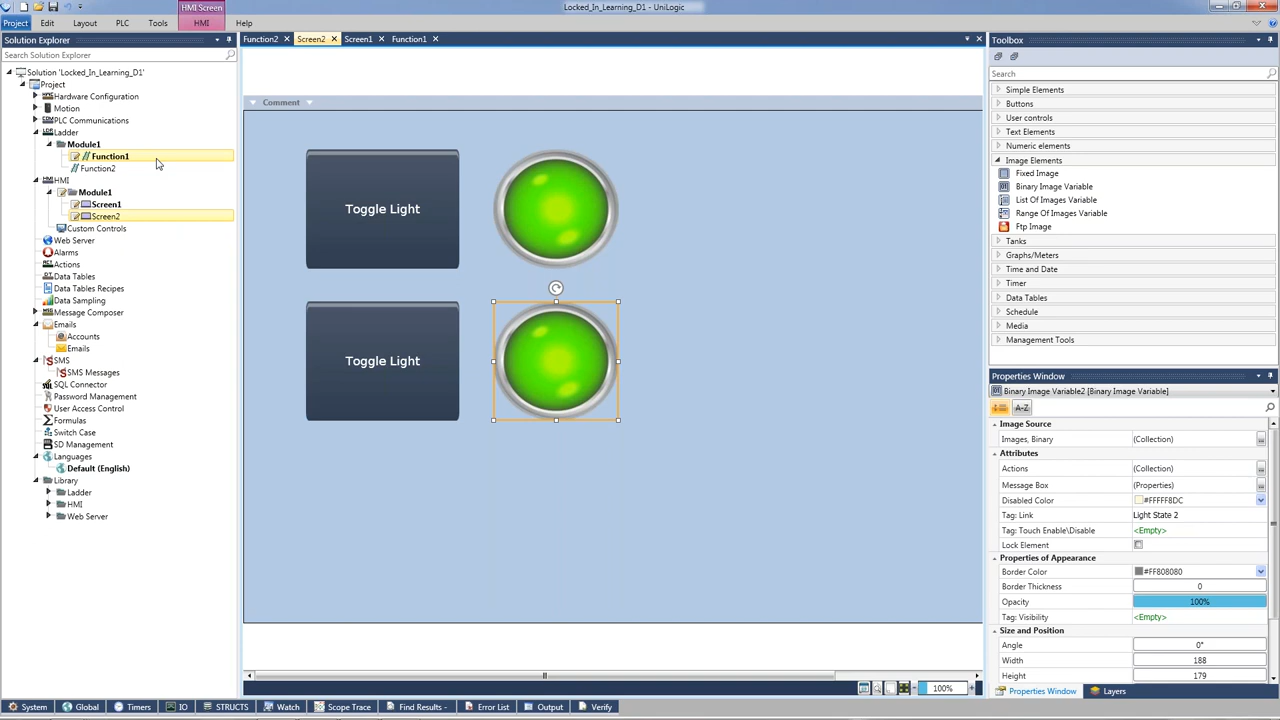 HMI Screen
Locked_In_Learning_D1 - UniLogic
Project Edit Layout PLC Tools HMI Help
Solution Explorer
Search Solution Explorer
Solution 'Locked_In_Learning_D1'
Project
Hardware Configuration
Motion
PLC Communications
Ladder
Module1
Function1
Function2
HMI
Module1
Screen1
Screen2
Custom Controls
Web Server
Alarms
Actions
Data Tables
Data Tables Recipes
Data Sampling
Message Composer
Emails
Accounts
Emails
SMS
SMS Messages
SQL Connector
Password Management
User Access Control
Formulas
Switch Case
SD Management
Languages
Default (English)
Library
Ladder
HMI
Web Server
Function2 Screen2 Screen1 Function1
Comment
Toggle Light
Toggle Light
100%
Toolbox
Search
Simple Elements
Buttons
User controls
Text Elements
Numeric elements
Image Elements
Fixed Image
Binary Image Variable
List Of Images Variable
Range Of Images Variable
Ftp Image
Tanks
Graphs/Meters
Time and Date
Timer
Data Tables
Schedule
Media
Management Tools
Properties Window
Binary Image Variable2 [Binary Image Variable]
A-Z
Image Source
Images, Binary (Collection)
Attributes
Actions (Collection)
Message Box (Properties)
Disabled Color #FFFFF8DC
Tag: Link Light State 2
Tag: Touch Enable\Disable <Empty>
Lock Element
Properties of Appearance
Border Color #FF808080
Border Thickness 0
Opacity 100%
Tag: Visibility <Empty>
Size and Position
Angle 0°
Width 188
Height 179
Properties Window Layers
System Global Timers IO STRUCTS Watch Scope Trace Find Results - Error List Output Verify